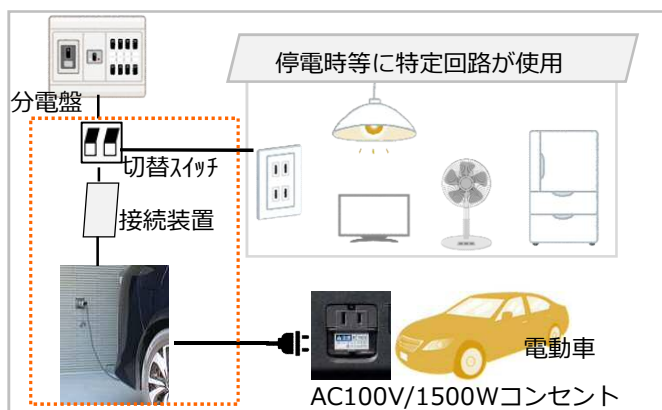 停電時等に特定回路が使用
分電盤
切替ｽｲｯﾁ
接続装置
電動車
AC100V/1500Wコンセント